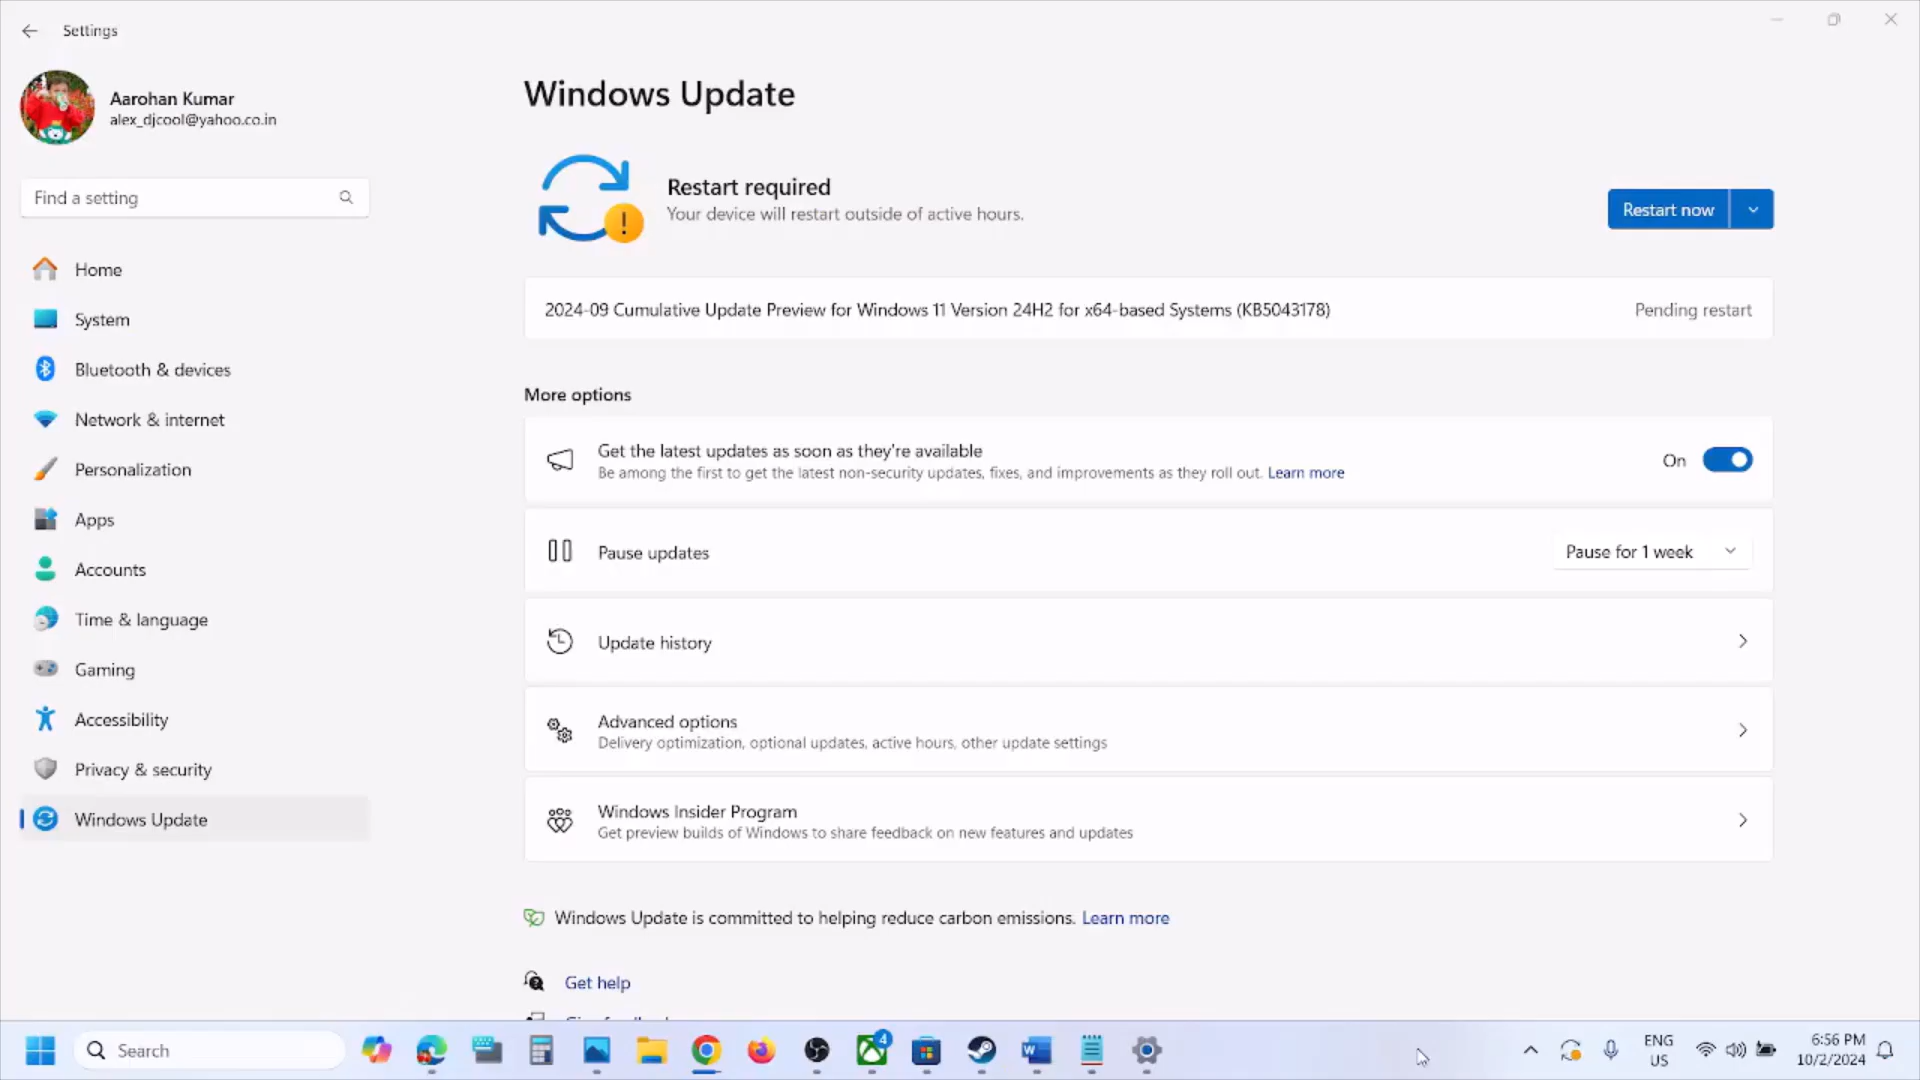 Settings
Aarohan Kumar
alex_djcool@yahoo.co.in
Find a setting
Home
System
Bluetooth & devices
Network & internet
Personalization
Apps
Accounts
Time & language
Gaming
Accessibility
Privacy & security
Windows Update
Windows Update
Restart required
Your device will restart outside of active hours.
Restart now
2024-09 Cumulative Update Preview for Windows 11 Version 24H2 for x64-based Systems (KB5043178)
Pending restart
More options
Get the latest updates as soon as they're available
Be among the first to get the latest non-security updates, fixes, and improvements as they roll out. Learn more
On
Pause updates
Pause for 1 week
Update history
Advanced options
Delivery optimization, optional updates, active hours, other update settings
Windows Insider Program
Get preview builds of Windows to share feedback on new features and updates
Windows Update is committed to helping reduce carbon emissions. Learn more
Get help
Search
4
ENG
US
6:56 PM
10/2/2024